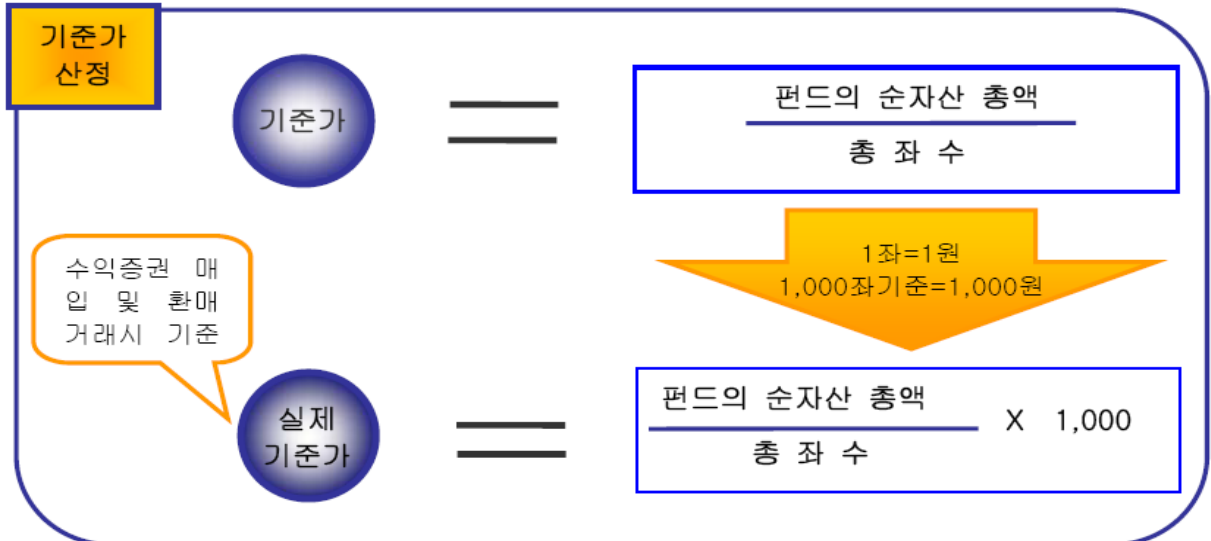 기준가
산정
기준가
펀드의 순자산 총액
총 좌 수
1좌=1원
1,000좌기준=1,000원
수익증권 매
입 및 환매
거래시 기준
실제
기준가
펀드의 순자산 총액
총 좌 수
X 1,000